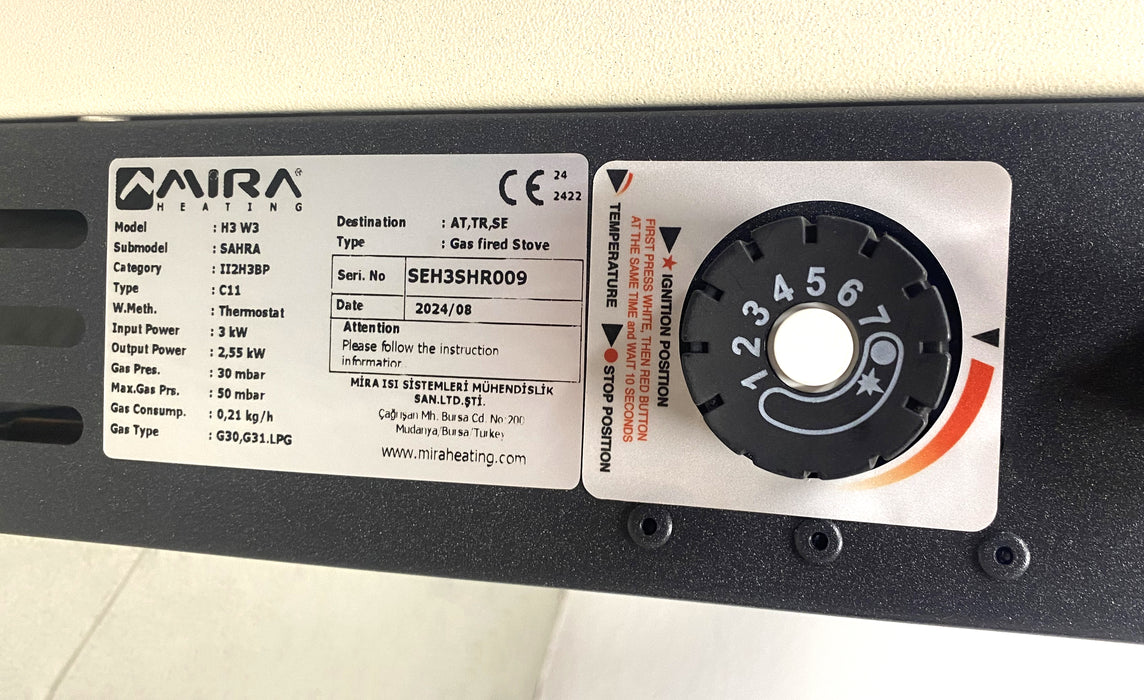 MIRA
HEATING
CE 24
2422
Model : H3 W3
Submodel : SAHRA
Category : II2H3BP
Type : C11
W.Meth. : Thermostat
Input Power : 3 kW
Output Power : 2,55 kW
Gas Pres. : 30 mbar
Max.Gas Prs. : 50 mbar
Gas Consump. : 0,21 kg/h
Gas Type : G30,G31.LPG
Destination : AT,TR,SE
Type : Gas fired Stove
Seri. No SEH3SHR009
Date 2024/08
Attention
Please follow the instruction
information
MİRA ISI SİSTEMLERİ MÜHENDİSLİK
SAN.LTD.ŞTİ.
Çağrışan Mh. Bursa Cd. No:200
Mudanya/Bursa/Turkey
www.miraheating.com
TEMPERATURE
STOP POSITION
FIRST PRESS WHITE, THEN RED BUTTON
AT THE SAME TIME and WAIT 10 SECONDS
IGNITION POSITION
1 2 3 4 5 6 7